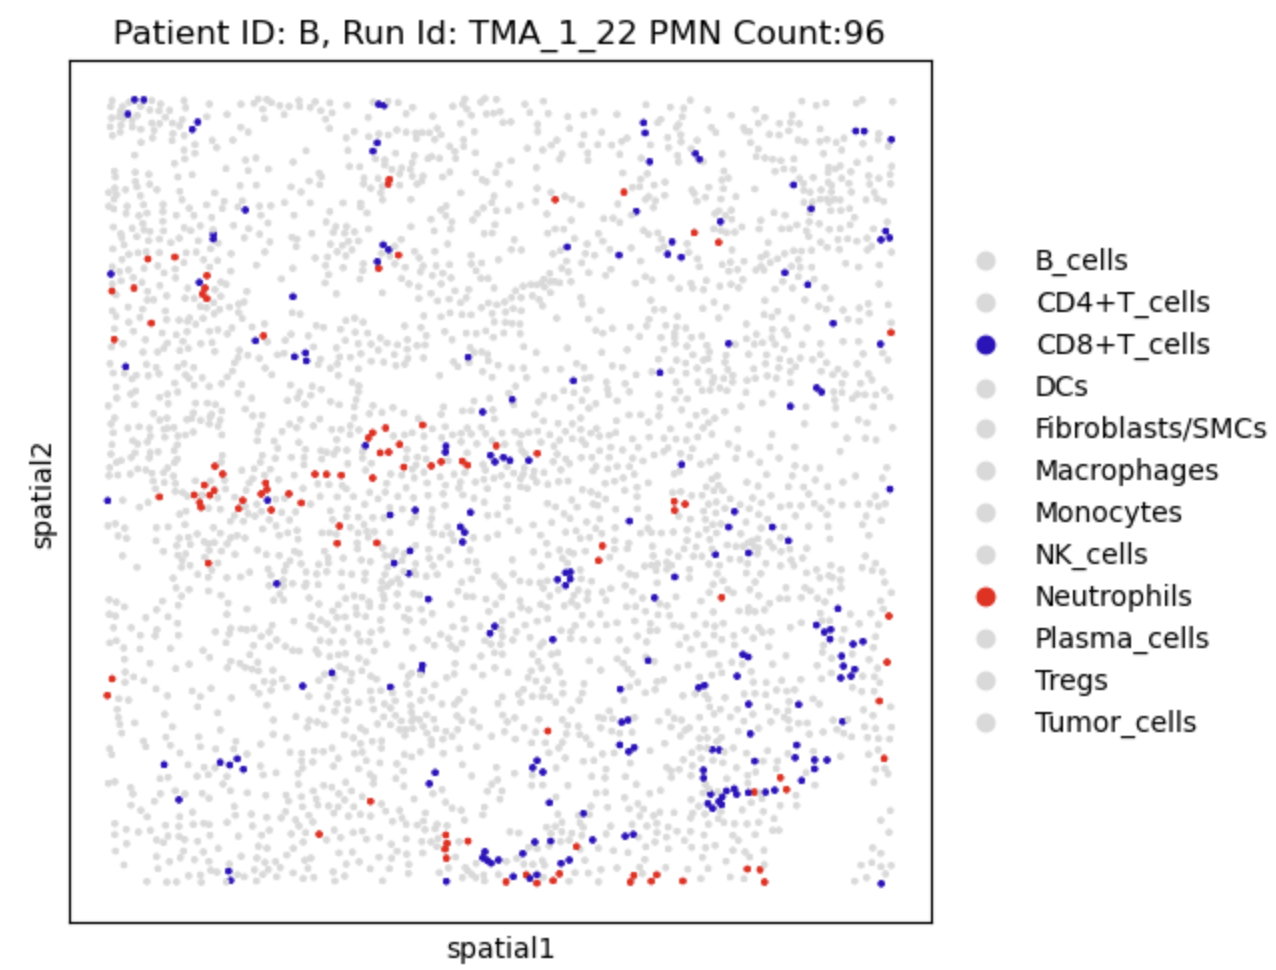 Patient ID: B, Run Id: TMA_1_22 PMN Count:96
spatial2
spatial1
B_cells
CD4+T_cells
CD8+T_cells
DCs
Fibroblasts/SMCs
Macrophages
Monocytes
NK_cells
Neutrophils
Plasma_cells
Tregs
Tumor_cells